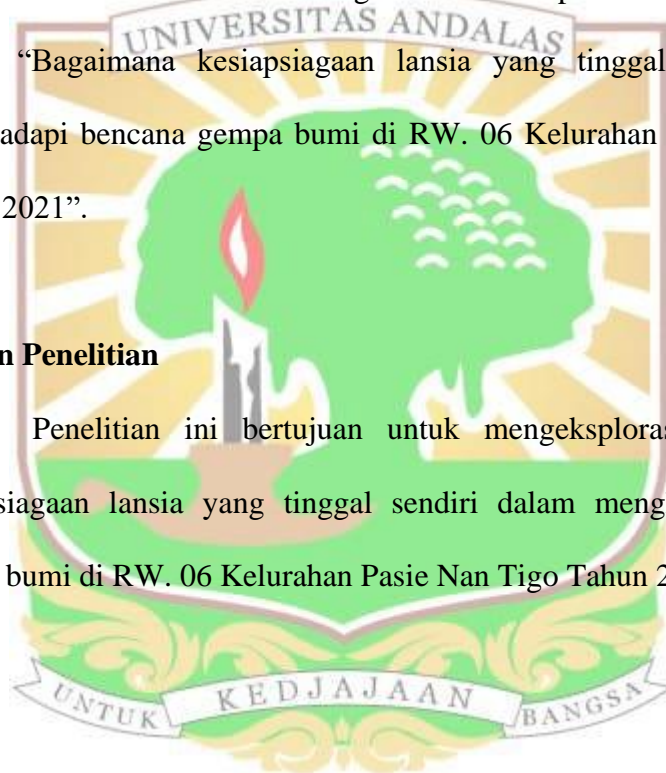 UNIVERSITAS ANDALAS
“Bagaimana kesiapsiagaan lansia yang tinggal
adapi bencana gempa bumi di RW. 06 Kelurahan
2021”.
n Penelitian
Penelitian ini bertujuan untuk mengeksploras
siagaan lansia yang tinggal sendiri dalam meng
bumi di RW. 06 Kelurahan Pasie Nan Tigo Tahun 2
UNTUK KEDJAJAAN BANGSA